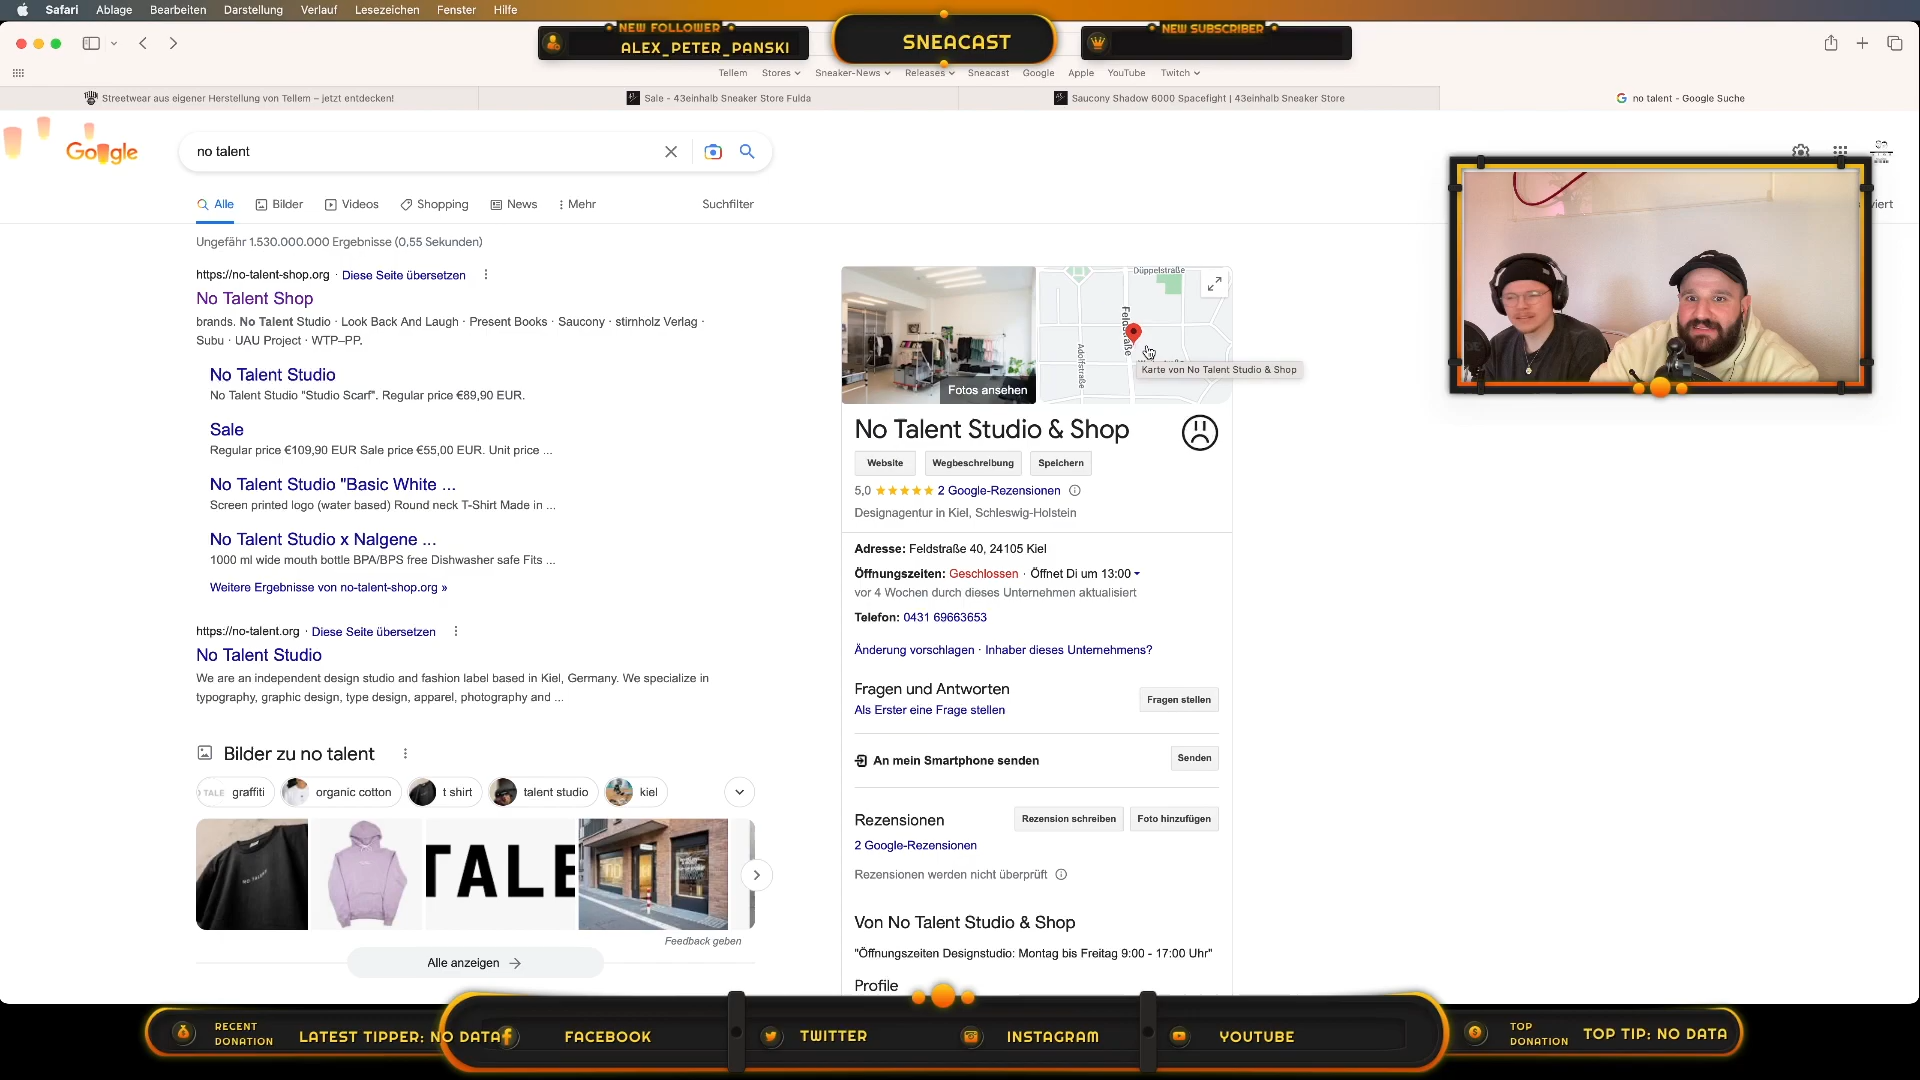 Safari Ablage Bearbeiten Darstellung Verlauf Lesezeichen Fenster Hilfe
NEW FOLLOWER
ALEX_PETER_PANSKI
SNEACAST
NEW SUBSCRIBER
Tellem Stores Sneaker-News Releases Sneacast Google Apple YouTube Twitch
Streetwear aus eigener Herstellung von Tellem – jetzt entdecken!
Sale - 43einhalb Sneaker Store Fulda
Saucony Shadow 6000 Spacefight | 43einhalb Sneaker Store
no talent - Google Suche
Google
no talent
Alle Bilder Videos Shopping News Mehr Suchfilter
Ungefähr 1.530.000.000 Ergebnisse (0,55 Sekunden)
https://no-talent-shop.org · Diese Seite übersetzen
No Talent Shop
brands. No Talent Studio · Look Back And Laugh · Present Books · Saucony · stirnholz Verlag ·
Subu · UAU Project · WTP–PP.
No Talent Studio
No Talent Studio "Studio Scarf". Regular price €89,90 EUR.
Sale
Regular price €109,90 EUR Sale price €55,00 EUR. Unit price ...
No Talent Studio "Basic White ...
Screen printed logo (water based) Round neck T-Shirt Made in ...
No Talent Studio x Nalgene ...
1000 ml wide mouth bottle BPA/BPS free Dishwasher safe Fits ...
Weitere Ergebnisse von no-talent-shop.org »
https://no-talent.org · Diese Seite übersetzen
No Talent Studio
We are an independent design studio and fashion label based in Kiel, Germany. We specialize in
typography, graphic design, type design, apparel, photography and ...
Bilder zu no talent
graffiti organic cotton t shirt talent studio kiel
NO TALENT
TALE
Feedback geben
Alle anzeigen
Düppelstraße
Feldstraße
Adolfstraße
Fotos ansehen
Karte von No Talent Studio & Shop
No Talent Studio & Shop
Website Wegbeschreibung Speichern
5,0 2 Google-Rezensionen
Designagentur in Kiel, Schleswig-Holstein
Adresse: Feldstraße 40, 24105 Kiel
Öffnungszeiten: Geschlossen · Öffnet Di um 13:00
vor 4 Wochen durch dieses Unternehmen aktualisiert
Telefon: 0431 69663653
Änderung vorschlagen · Inhaber dieses Unternehmens?
Fragen und Antworten
Als Erster eine Frage stellen
Fragen stellen
An mein Smartphone senden
Senden
Rezensionen
Rezension schreiben Foto hinzufügen
2 Google-Rezensionen
Rezensionen werden nicht überprüft
Von No Talent Studio & Shop
"Öffnungszeiten Designstudio: Montag bis Freitag 9:00 - 17:00 Uhr"
Profile
RECENT
DONATION
LATEST TIPPER: NO DATA
FACEBOOK
TWITTER
INSTAGRAM
YOUTUBE
TOP
DONATION
TOP TIP: NO DATA